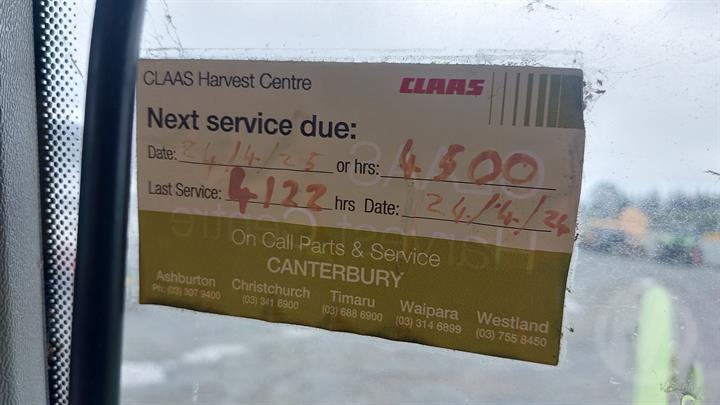 CLAAS Harvest Centre CLAAS
Next service due:
Date: 24/4/25 or hrs: 4500
Last Service: 4122 hrs Date: 24/4/24
On Call Parts & Service
CANTERBURY
Ashburton Christchurch Timaru Waipara Westland
Ph: (03) 307 9400 (03) 341 6900 (03) 688 6900 (03) 314 6899 (03) 755 8450